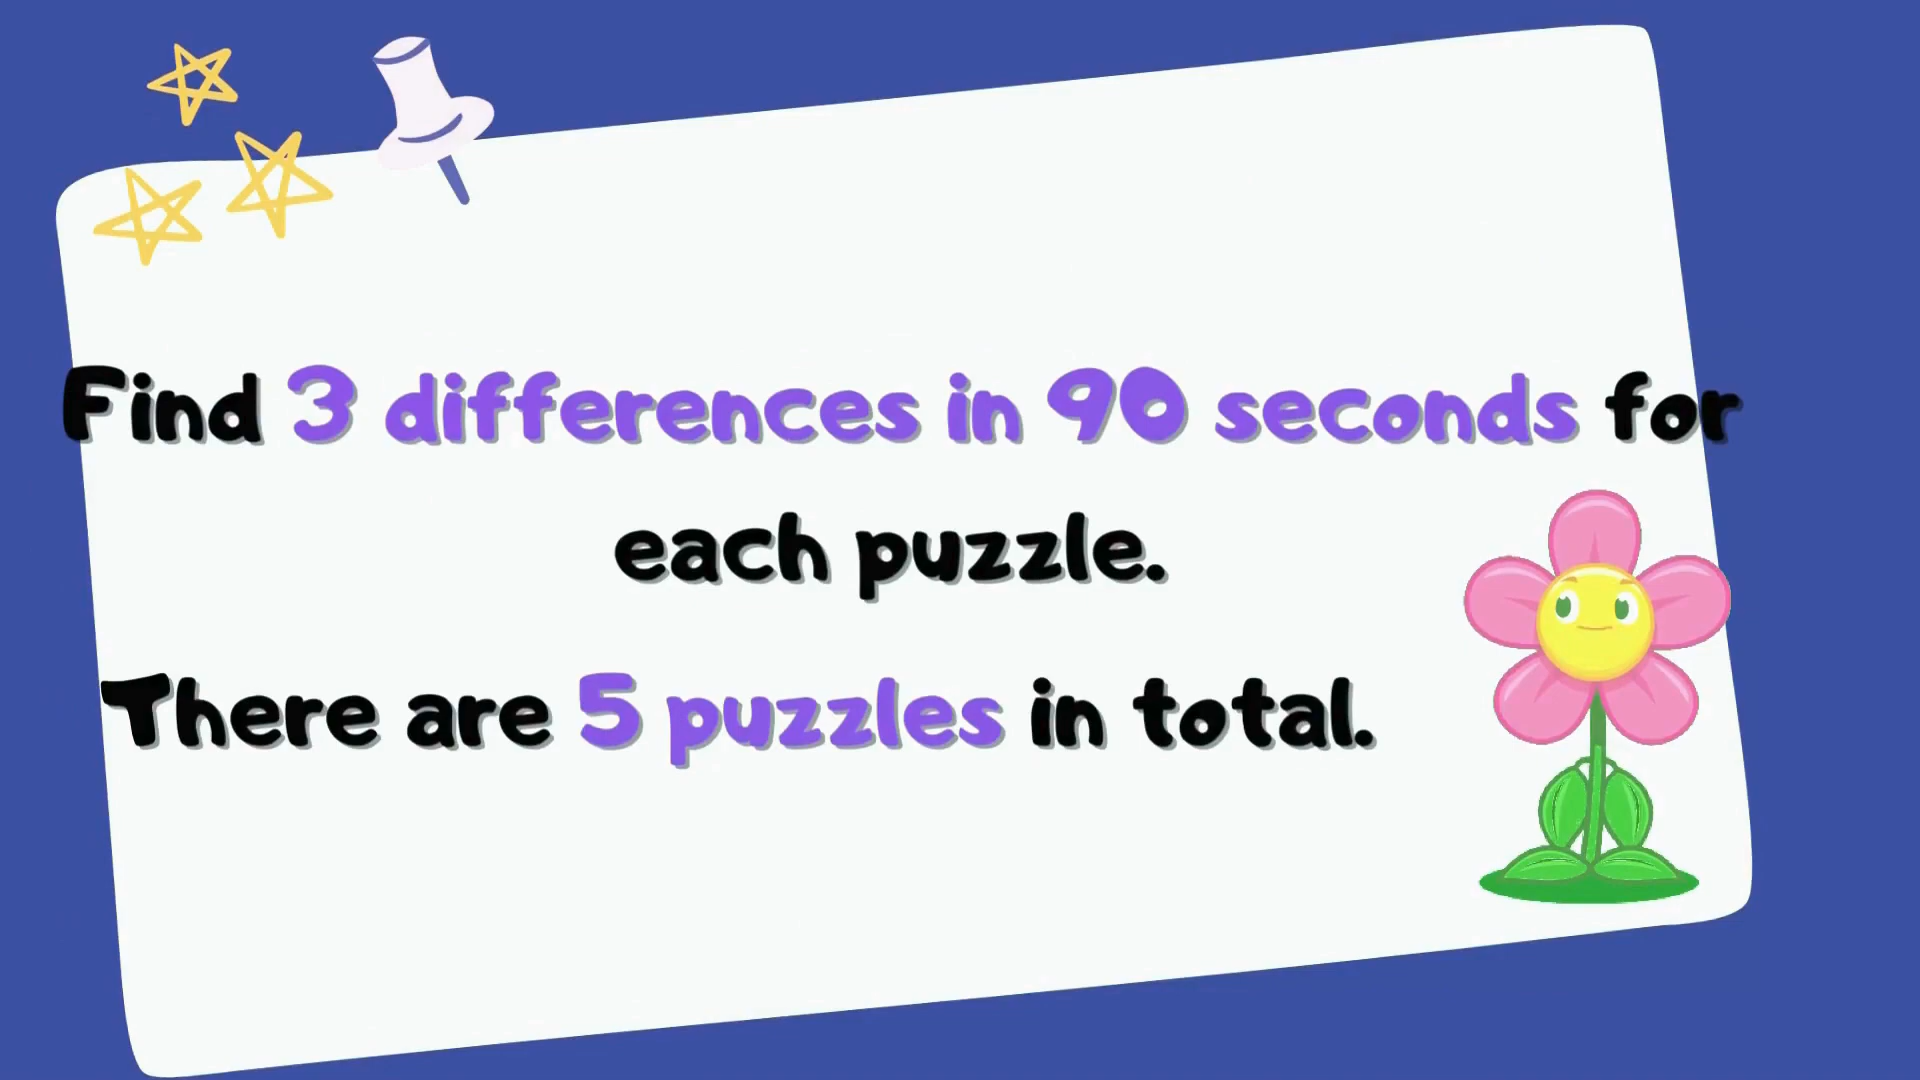 Find 3 differences in 90 seconds for
each puzzle.
There are 5 puzzles in total.